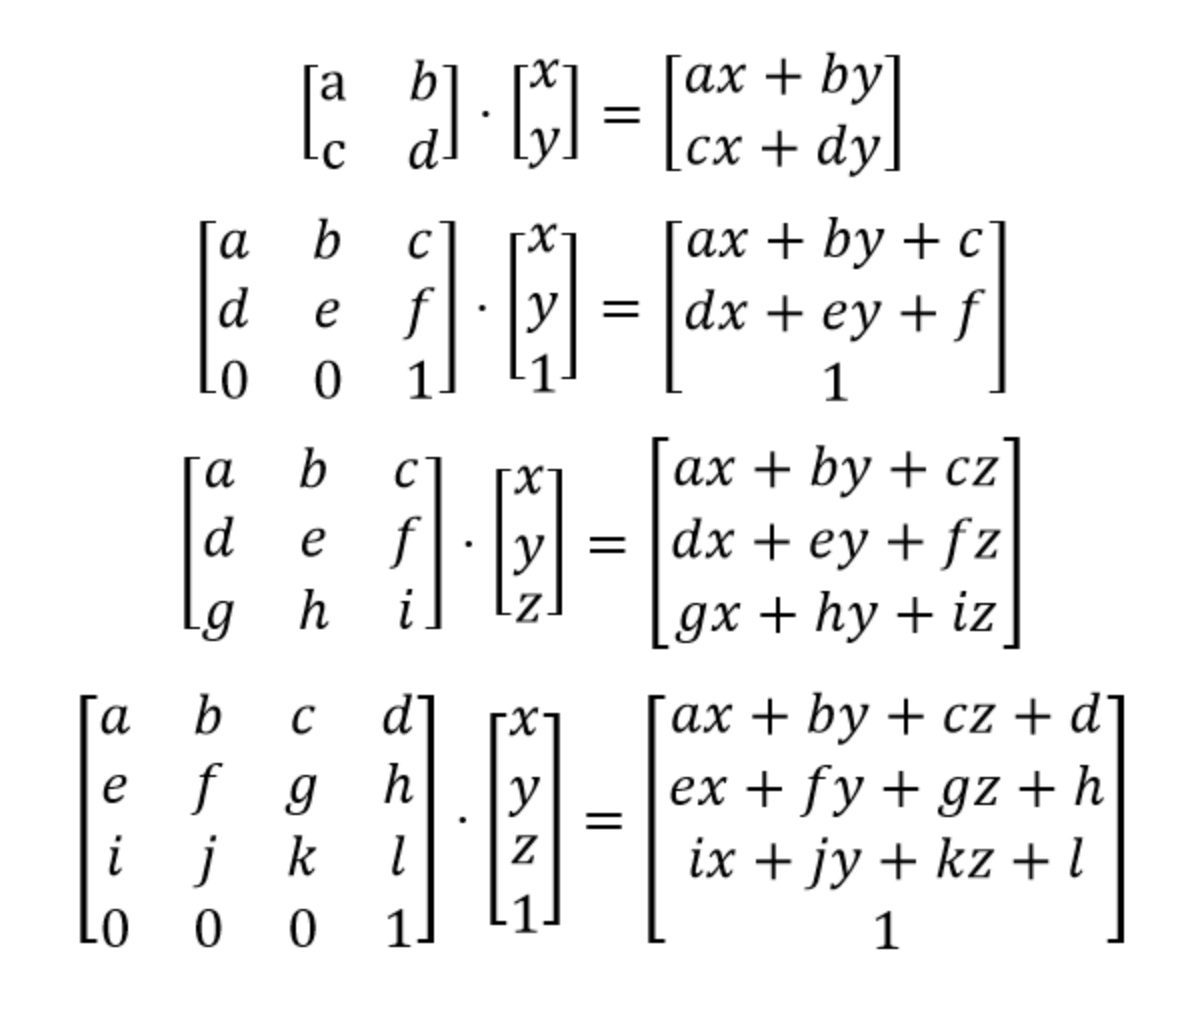 [a b; c d] · [x; y] = [ax + by; cx + dy]
[a b c; d e f; 0 0 1] · [x; y; 1] = [ax + by + c; dx + ey + f; 1]
[a b c; d e f; g h i] · [x; y; z] = [ax + by + cz; dx + ey + fz; gx + hy + iz]
[a b c d; e f g h; i j k l; 0 0 0 1] · [x; y; z; 1] = [ax + by + cz + d; ex + fy + gz + h; ix + jy + kz + l; 1]